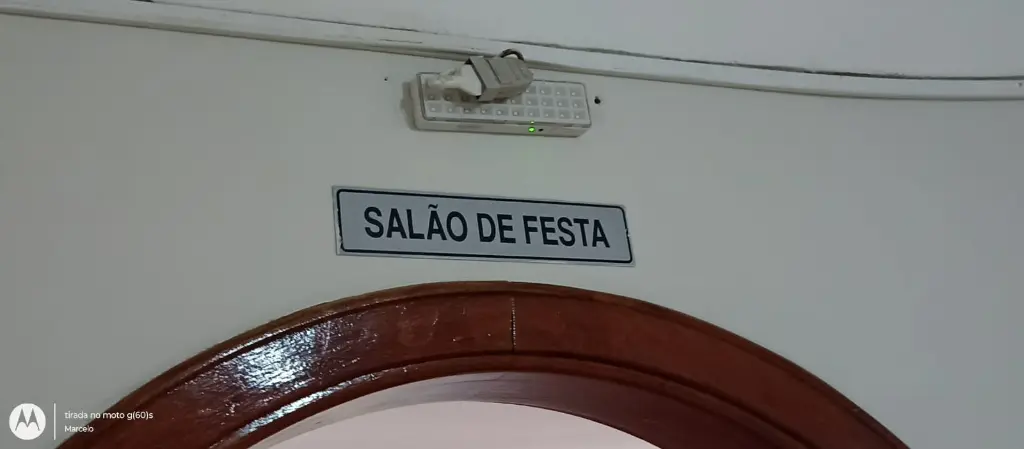 SALÃO DE FESTA
tirada no moto g(60)s
Marcelo